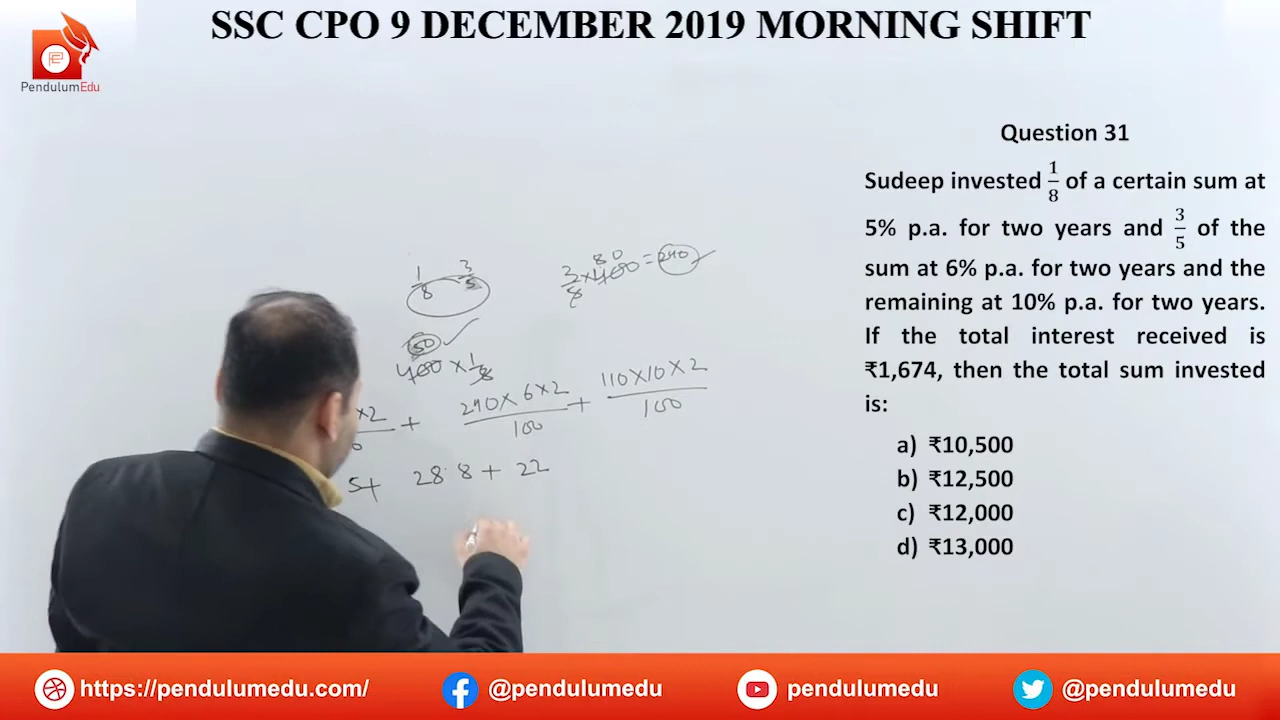 SSC CPO 9 DECEMBER 2019 MORNING SHIFT
PendulumEdu
Question 31
Sudeep invested 1/8 of a certain sum at
5% p.a. for two years and 3/5 of the
sum at 6% p.a. for two years and the
remaining at 10% p.a. for two years.
If the total interest received is
₹1,674, then the total sum invested
is:
a) ₹10,500
b) ₹12,500
c) ₹12,000
d) ₹13,000
1/8 3/5
50
400 × 1/8
80
400 = 240
×2 + 240×6×2/100 + 110×10×2/100
5+ 28.8 + 22
https://pendulumedu.com/
@pendulumedu
pendulumedu
@pendulumedu